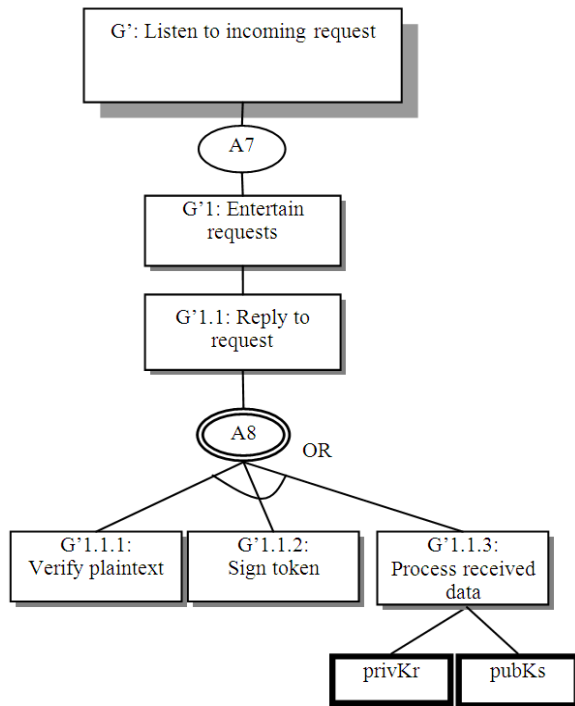 G’: Listen to incoming request
A7
G’1: Entertain
requests
G’1.1: Reply to
request
A8
OR
G’1.1.1:
Verify plaintext
G’1.1.2:
Sign token
G’1.1.3:
Process received
data
privKr
pubKs